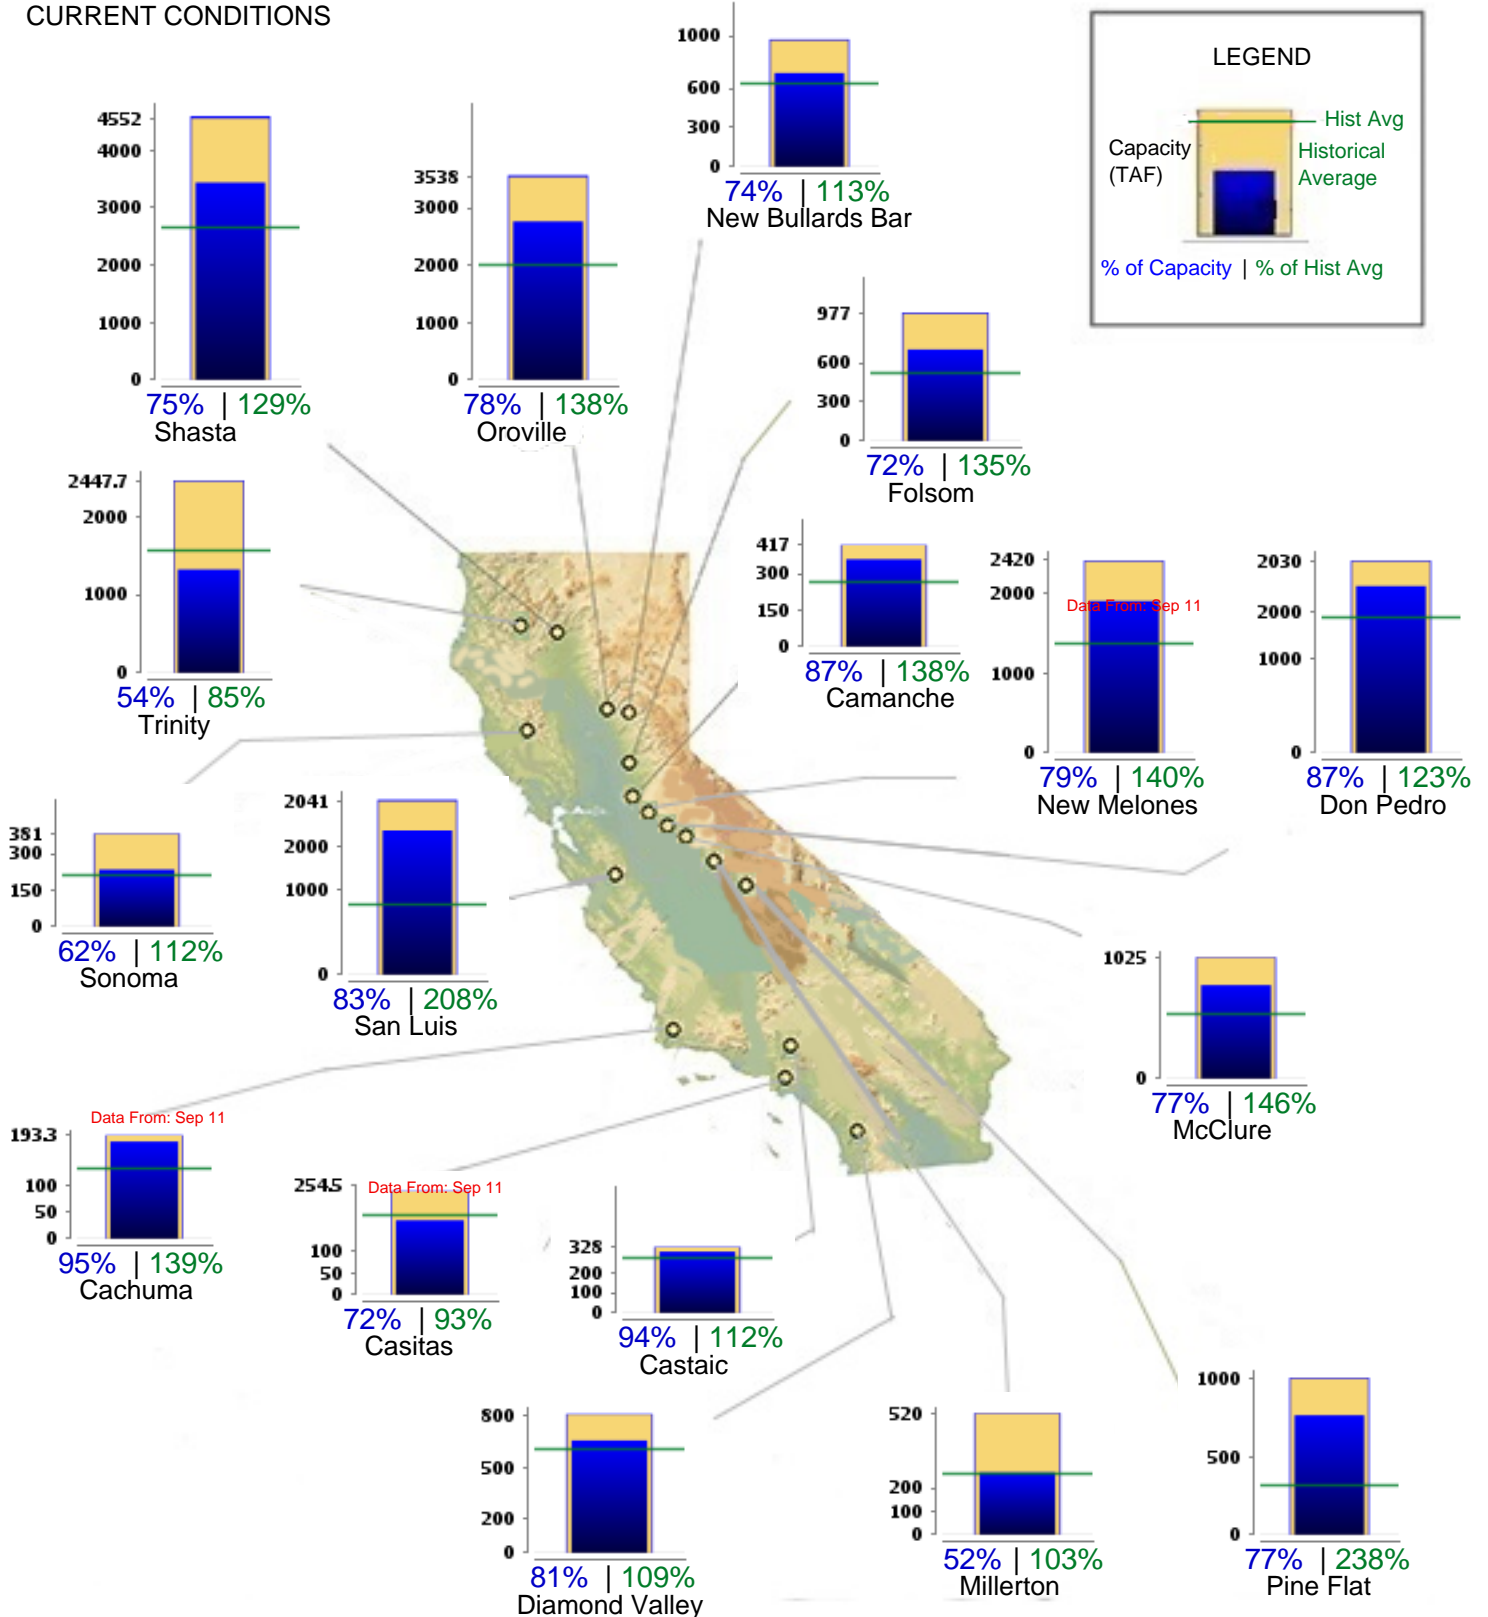 CURRENT CONDITIONS
1000
600
300
0
74% | 113%
New Bullards Bar
LEGEND
Hist Avg
Capacity
(TAF)
Historical
Average
% of Capacity | % of Hist Avg
4552
4000
3000
2000
1000
0
75% | 129%
Shasta
3538
3000
2000
1000
0
78% | 138%
Oroville
977
600
300
0
72% | 135%
Folsom
2447.7
2000
1000
0
54% | 85%
Trinity
417
300
150
0
87% | 138%
Camanche
2420
2000
Data From: Sep 11
1000
0
79% | 140%
New Melones
2030
2000
1000
0
87% | 123%
Don Pedro
381
300
150
0
62% | 112%
Sonoma
2041
2000
1000
0
83% | 208%
San Luis
1025
0
77% | 146%
McClure
Data From: Sep 11
193.3
100
50
0
95% | 139%
Cachuma
254.5
Data From: Sep 11
100
50
0
72% | 93%
Casitas
328
200
100
0
94% | 112%
Castaic
800
500
200
0
81% | 109%
Diamond Valley
520
200
100
0
52% | 103%
Millerton
1000
500
0
77% | 238%
Pine Flat